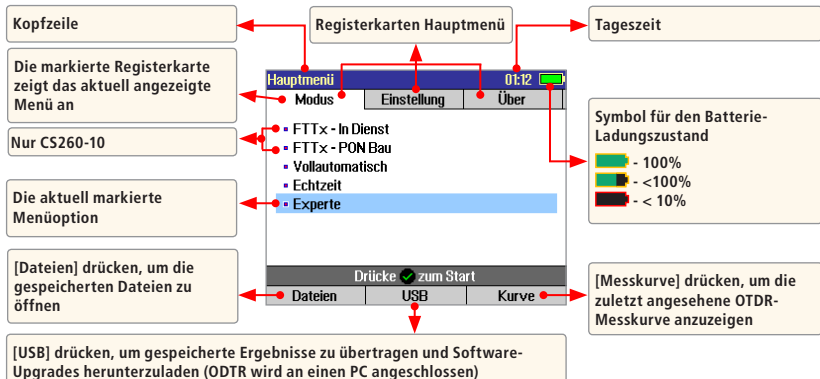 Kopfzeile
Registerkarten Hauptmenü
Tageszeit
Die markierte Registerkarte
zeigt das aktuell angezeigte
Menü an
Nur CS260-10
Die aktuell markierte
Menüoption
[Dateien] drücken, um die
gespeicherten Dateien zu
öffnen
Hauptmenü 01:12
Modus Einstellung Über
FTTx - In Dienst
FTTx - PON Bau
Vollautomatisch
Echtzeit
Experte
Drücke zum Start
Dateien USB Kurve
Symbol für den Batterie-
Ladungszustand
- 100%
- <100%
- < 10%
[Messkurve] drücken, um die
zuletzt angesehene OTDR-
Messkurve anzuzeigen
[USB] drücken, um gespeicherte Ergebnisse zu übertragen und Software-
Upgrades herunterzuladen (ODTR wird an einen PC angeschlossen)